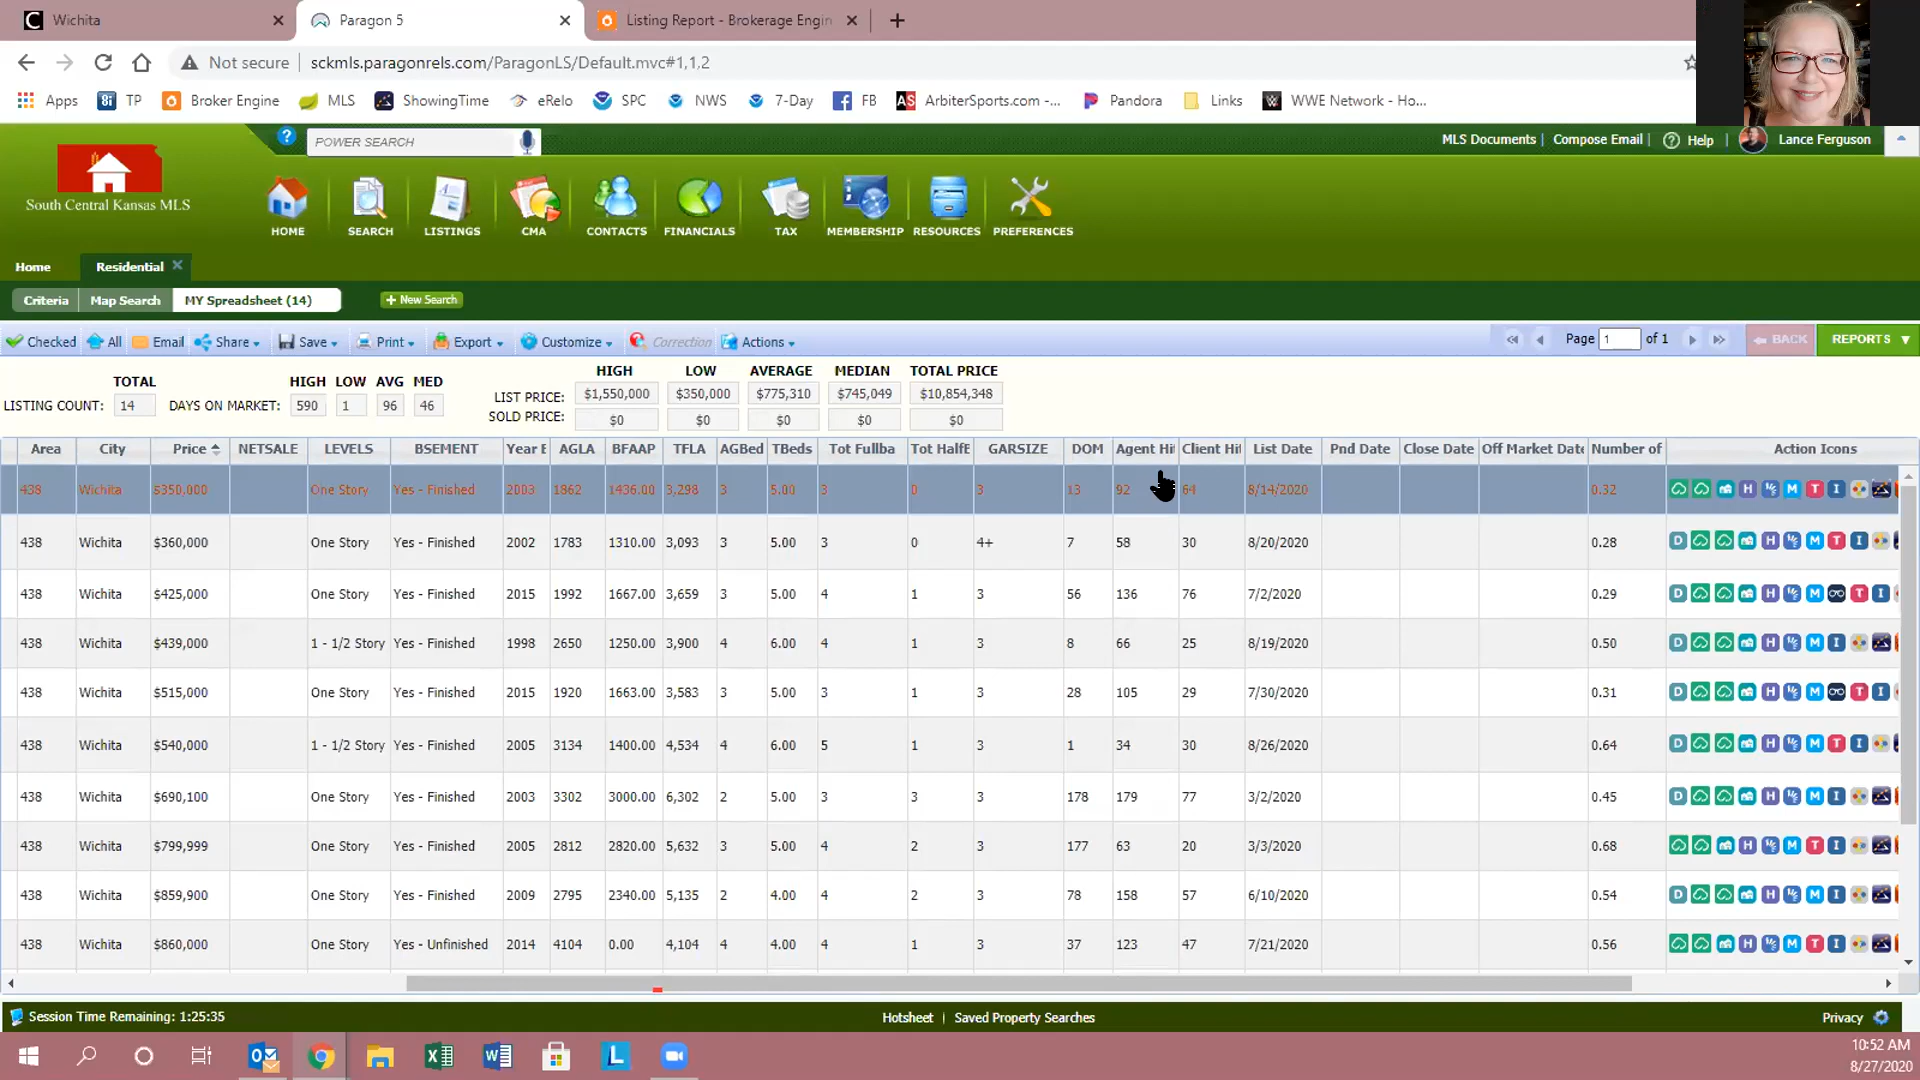 Wichita
Paragon 5
Listing Report - Brokerage Engin
Not secure sckmls.paragonrels.com/ParagonLS/Default.mvc#1,1,2
Apps TP Broker Engine MLS ShowingTime eRelo SPC NWS 7-Day FB ArbiterSports.com -... Pandora Links WWE Network - Ho...
POWER SEARCH
MLS Documents | Compose Email | Help | Lance Ferguson
South Central Kansas MLS
HOME SEARCH LISTINGS CMA CONTACTS FINANCIALS TAX MEMBERSHIP RESOURCES PREFERENCES
Home Residential
Criteria Map Search MY Spreadsheet (14) + New Search
Checked All Email Share Save Print Export Customize Correction Actions Page 1 of 1 BACK REPORTS
TOTAL HIGH LOW AVG MED
LISTING COUNT: 14 DAYS ON MARKET: 590 1 96 46
HIGH LOW AVERAGE MEDIAN TOTAL PRICE
LIST PRICE: $1,550,000 $350,000 $775,310 $745,049 $10,854,348
SOLD PRICE: $0 $0 $0 $0 $0
Area City Price NETSALE LEVELS BSEMENT Year B AGLA BFAAP TFLA AGBed TBeds Tot Fullba Tot HalfB GARSIZE DOM Agent Hit Client Hit List Date Pnd Date Close Date Off Market Date Number of Action Icons
438 Wichita $350,000 One Story Yes - Finished 2003 1862 1436.00 3,298 3 5.00 3 0 3 13 92 64 8/14/2020 0.32
438 Wichita $360,000 One Story Yes - Finished 2002 1783 1310.00 3,093 3 5.00 3 0 4+ 7 58 30 8/20/2020 0.28
438 Wichita $425,000 One Story Yes - Finished 2015 1992 1667.00 3,659 3 5.00 4 1 3 56 136 76 7/2/2020 0.29
438 Wichita $439,000 1 - 1/2 Story Yes - Finished 1998 2650 1250.00 3,900 4 6.00 4 1 3 8 66 25 8/19/2020 0.50
438 Wichita $515,000 One Story Yes - Finished 2015 1920 1663.00 3,583 3 5.00 3 1 3 28 105 29 7/30/2020 0.31
438 Wichita $540,000 1 - 1/2 Story Yes - Finished 2005 3134 1400.00 4,534 4 6.00 5 1 3 1 34 30 8/26/2020 0.64
438 Wichita $690,100 One Story Yes - Finished 2003 3302 3000.00 6,302 2 5.00 3 3 3 178 179 77 3/2/2020 0.45
438 Wichita $799,999 One Story Yes - Finished 2005 2812 2820.00 5,632 3 5.00 4 2 3 177 63 20 3/3/2020 0.68
438 Wichita $859,900 One Story Yes - Finished 2009 2795 2340.00 5,135 2 4.00 4 2 3 78 158 57 6/10/2020 0.54
438 Wichita $860,000 One Story Yes - Unfinished 2014 4104 0.00 4,104 4 4.00 4 1 3 37 123 47 7/21/2020 0.56
Session Time Remaining: 1:25:35 Hotsheet | Saved Property Searches Privacy
10:52 AM
8/27/2020